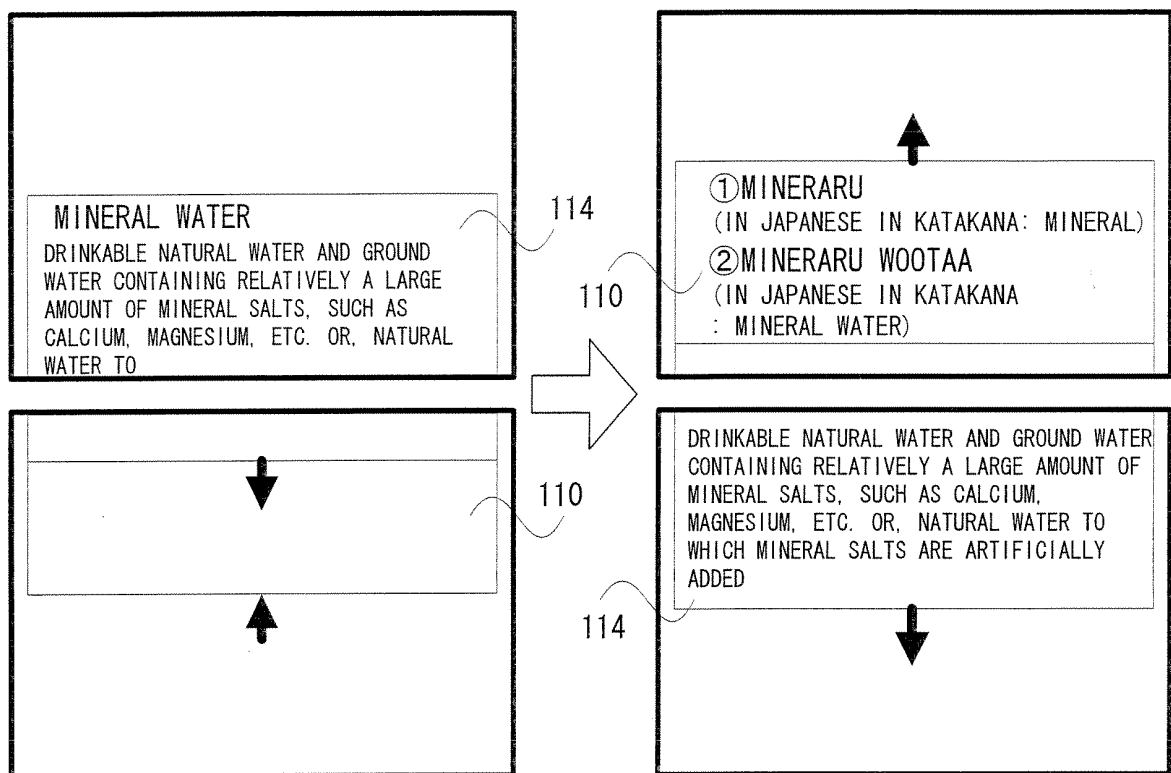 MINERAL WATER
DRINKABLE NATURAL WATER AND GROUND
WATER CONTAINING RELATIVELY A LARGE
AMOUNT OF MINERAL SALTS, SUCH AS
CALCIUM, MAGNESIUM, ETC. OR, NATURAL
WATER TO
114
110
①MINERARU
(IN JAPANESE IN KATAKANA: MINERAL)
②MINERARU WOOTAA
(IN JAPANESE IN KATAKANA
: MINERAL WATER)
110
DRINKABLE NATURAL WATER AND GROUND WATER
CONTAINING RELATIVELY A LARGE AMOUNT OF
MINERAL SALTS, SUCH AS CALCIUM,
MAGNESIUM, ETC. OR, NATURAL WATER TO
WHICH MINERAL SALTS ARE ARTIFICIALLY
ADDED
114